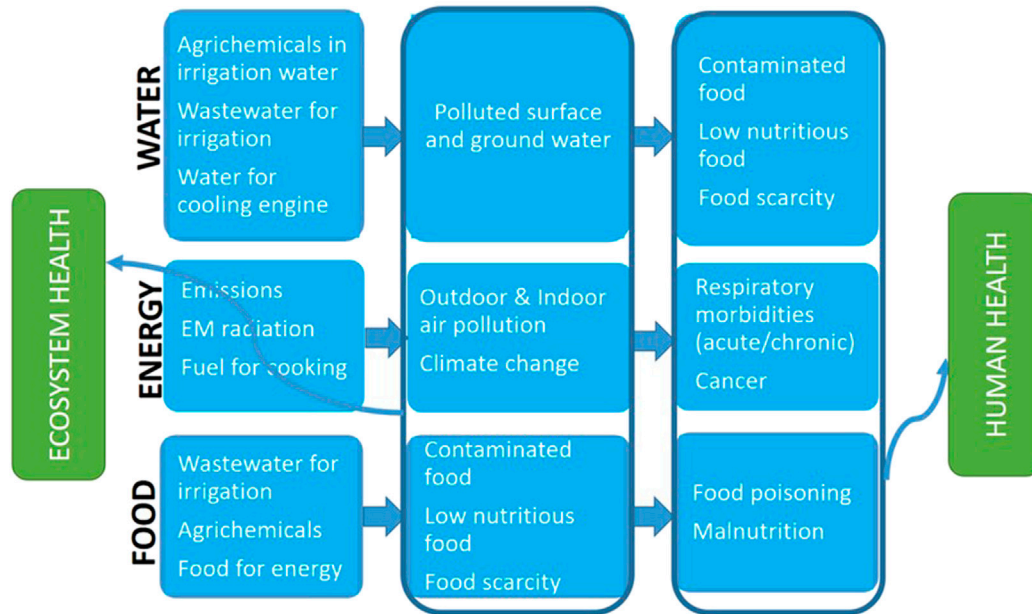 WATER
Agrichemicals in
irrigation water
Wastewater for
irrigation
Water for
cooling engine
Polluted surface
and ground water
Contaminated
food
Low nutritious
food
Food scarcity
ECOSYSTEM HEALTH
ENERGY
Emissions
EM radiation
Fuel for cooking
Outdoor & Indoor
air pollution
Climate change
Respiratory
morbidities
(acute/chronic)
Cancer
HUMAN HEALTH
FOOD
Wastewater for
irrigation
Agrichemicals
Food for energy
Contaminated
food
Low nutritious
food
Food scarcity
Food poisoning
Malnutrition